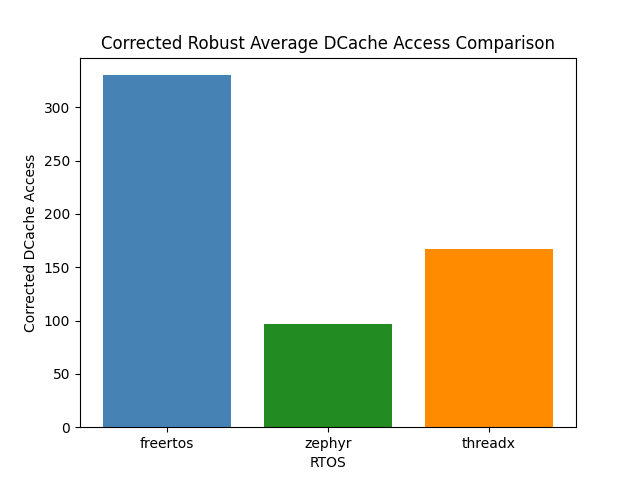 Corrected Robust Average DCache Access Comparison
Corrected DCache Access
300
250
200
150
100
50
0
freertos zephyr threadx
RTOS